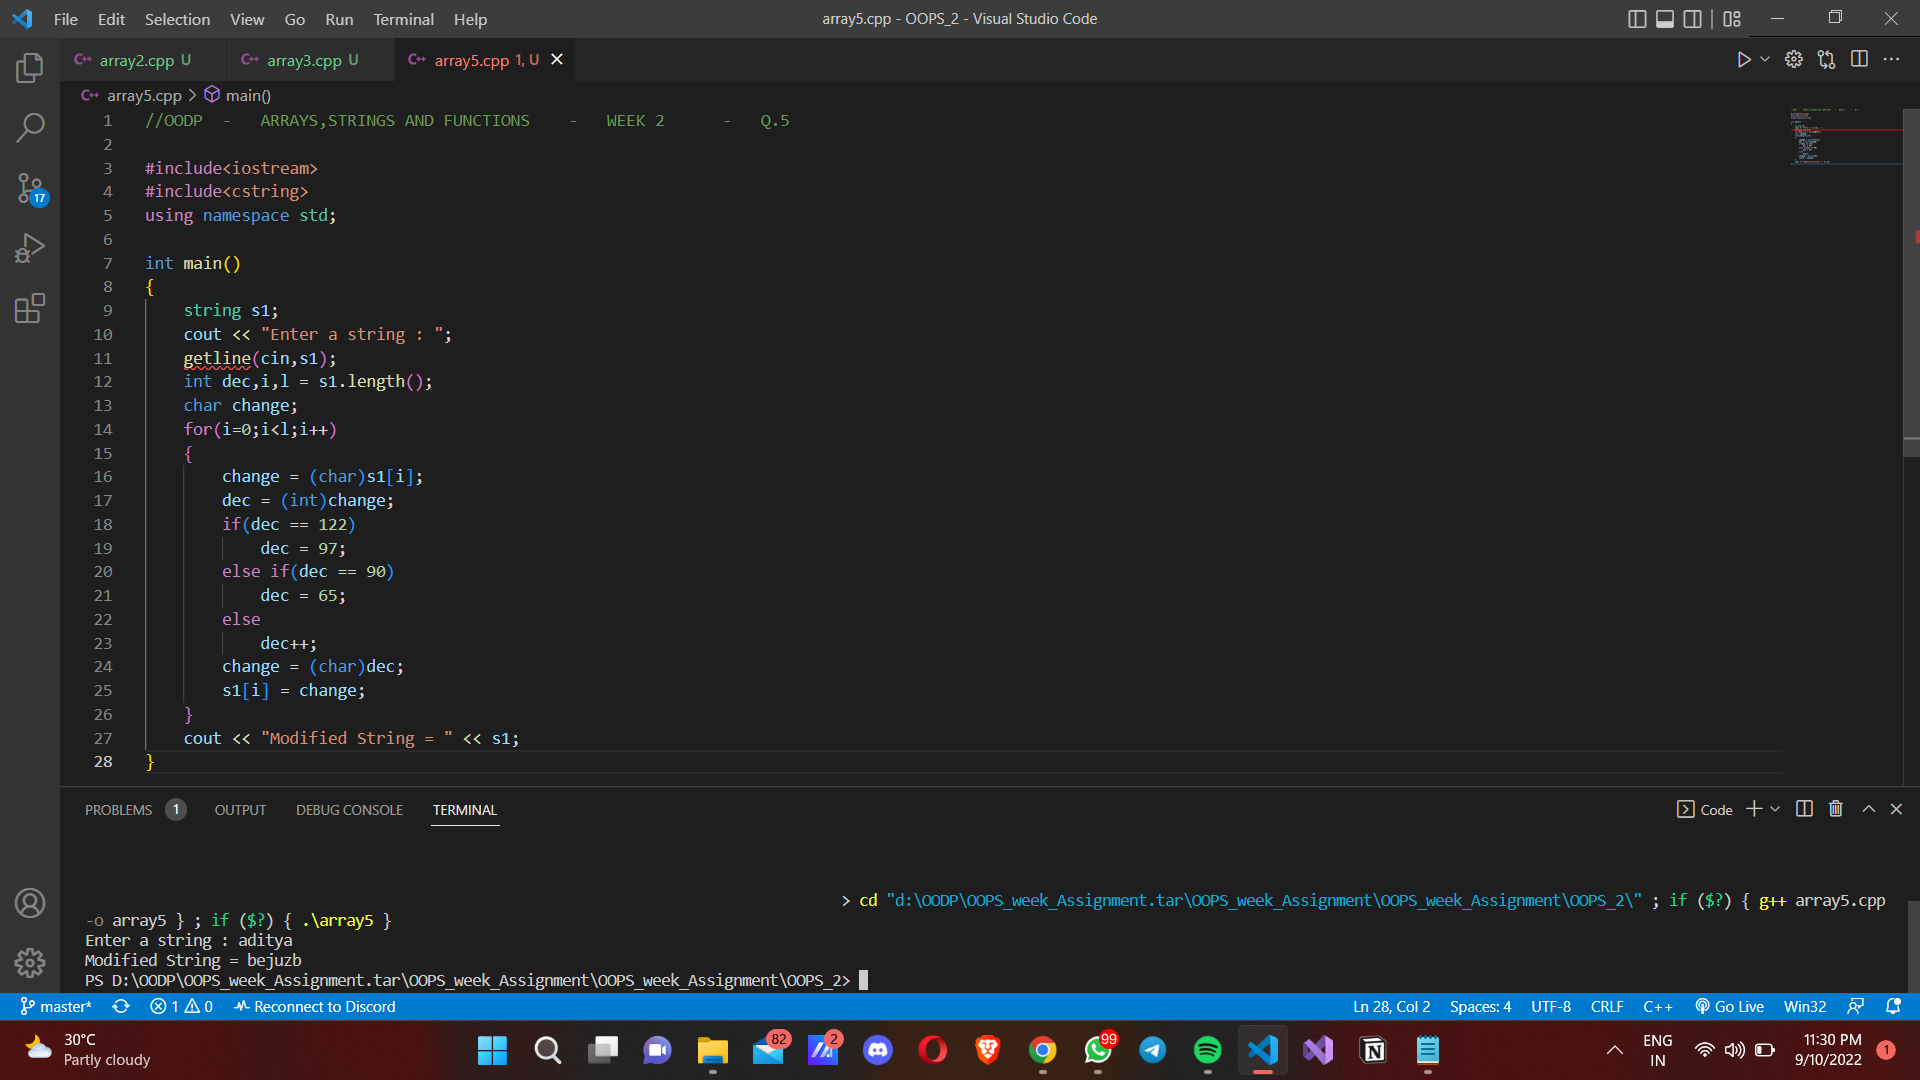 File Edit Selection View Go Run Terminal Help
array5.cpp - OOPS_2 - Visual Studio Code
C++ array2.cpp U
C++ array3.cpp U
C++ array5.cpp 1, U
C++ array5.cpp > main()
1 //OODP - ARRAYS,STRINGS AND FUNCTIONS - WEEK 2 - Q.5
2
3 #include<iostream>
4 #include<cstring>
5 using namespace std;
6
7 int main()
8 {
9 string s1;
10 cout << "Enter a string : ";
11 getline(cin,s1);
12 int dec,i,l = s1.length();
13 char change;
14 for(i=0;i<l;i++)
15 {
16 change = (char)s1[i];
17 dec = (int)change;
18 if(dec == 122)
19 dec = 97;
20 else if(dec == 90)
21 dec = 65;
22 else
23 dec++;
24 change = (char)dec;
25 s1[i] = change;
26 }
27 cout << "Modified String = " << s1;
28 }
17
PROBLEMS 1 OUTPUT DEBUG CONSOLE TERMINAL
Code
> cd "d:\OODP\OOPS_week_Assignment.tar\OOPS_week_Assignment\OOPS_week_Assignment\OOPS_2\" ; if ($?) { g++ array5.cpp
-o array5 } ; if ($?) { .\array5 }
Enter a string : aditya
Modified String = bejuzb
PS D:\OODP\OOPS_week_Assignment.tar\OOPS_week_Assignment\OOPS_week_Assignment\OOPS_2>
master* 1 0 Reconnect to Discord
Ln 28, Col 2 Spaces: 4 UTF-8 CRLF C++ Go Live Win32
30°C
Partly cloudy
82
2
99
ENG
IN
11:30 PM
9/10/2022
1